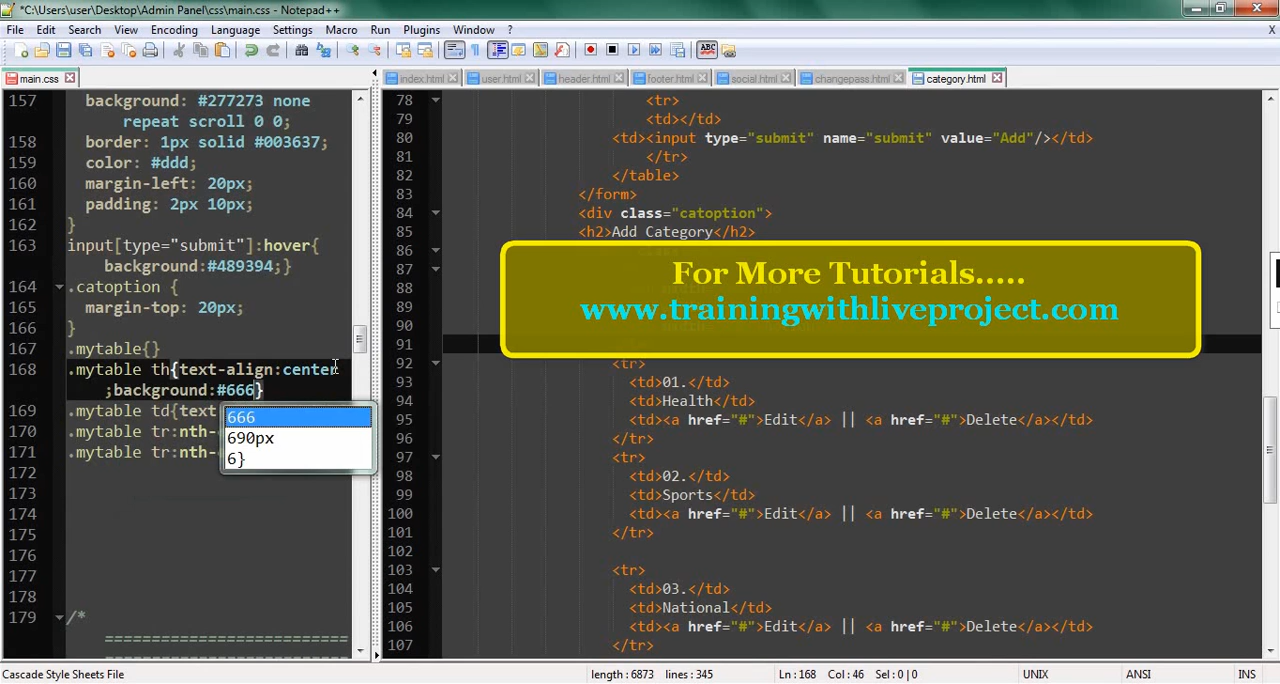 *C:\Users\user\Desktop\Admin Panel\css\main.css - Notepad++
File Edit Search View Encoding Language Settings Macro Run Plugins Window ? X
main.css
index.html user.html header.html footer.html social.html changepass.html category.html
157 background: #277273 none
repeat scroll 0 0;
158 border: 1px solid #003637;
159 color: #ddd;
160 margin-left: 20px;
161 padding: 2px 10px;
162 }
163 input[type="submit"]:hover{
background:#489394;}
164 .catoption {
165 margin-top: 20px;
166 }
167 .mytable{}
168 .mytable th{text-align:center
;background:#666}
169 .mytable td{text
170 .mytable tr:nth-
171 .mytable tr:nth-
172
173
174
175
176
177
178
179 /*
===========================
666
690px
6}
78 <tr>
79 <td></td>
80 <td><input type="submit" name="submit" value="Add"/></td>
81 </tr>
82 </table>
83 </form>
84 <div class="catoption">
85 <h2>Add Category</h2>
86
87
88
89
90
91
92 <tr>
93 <td>01.</td>
94 <td>Health</td>
95 <td><a href="#">Edit</a> || <a href="#">Delete</a></td>
96 </tr>
97 <tr>
98 <td>02.</td>
99 <td>Sports</td>
100 <td><a href="#">Edit</a> || <a href="#">Delete</a></td>
101 </tr>
102
103 <tr>
104 <td>03.</td>
105 <td>National</td>
106 <td><a href="#">Edit</a> || <a href="#">Delete</a></td>
107 </tr>
For More Tutorials.....
www.trainingwithliveproject.com
Cascade Style Sheets File length : 6873 lines : 345 Ln : 168 Col : 46 Sel : 0 | 0 UNIX ANSI INS